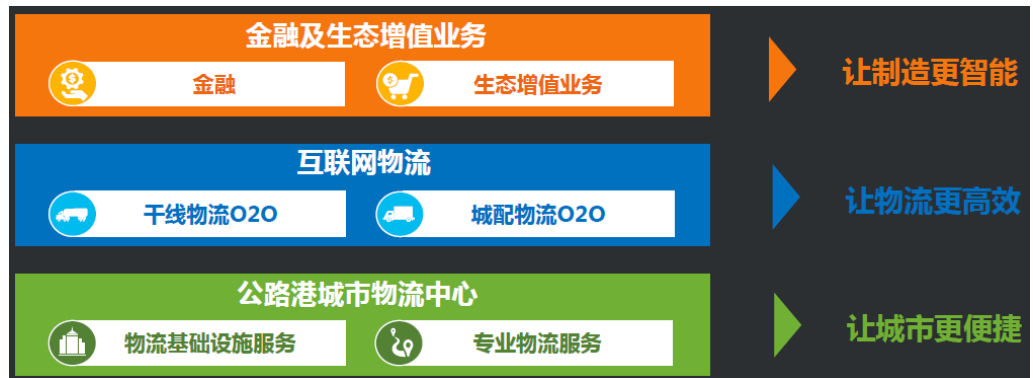 金融及生态增值业务
金融 生态增值业务
让制造更智能
互联网物流
干线物流O2O 城配物流O2O
让物流更高效
公路港城市物流中心
物流基础设施服务 专业物流服务
让城市更便捷